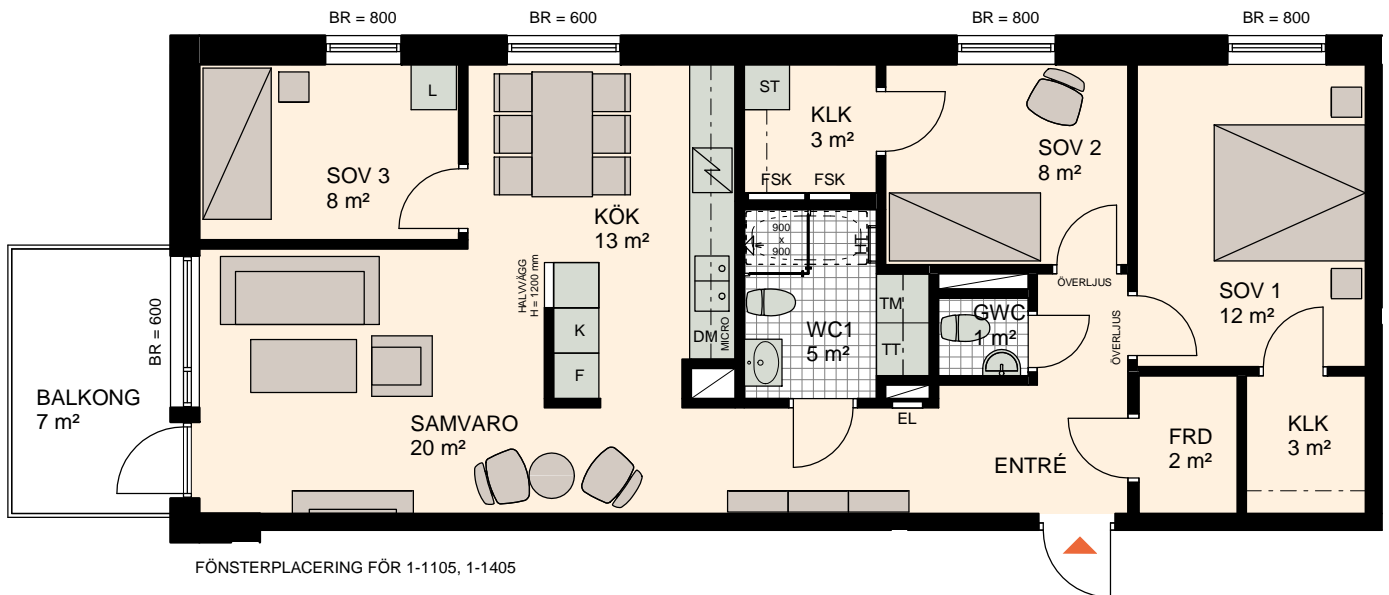 BR = 800
BR = 600
BR = 800
BR = 800
L
ST
KLK
3 m²
SOV 2
8 m²
SOV 3
8 m²
FSK
FSK
KÖK
13 m²
900
x
900
HALVVÄGG
H = 1200 mm
ÖVERLJUS
ÖVERLJUS
SOV 1
12 m²
TM
GWC
1 m²
K
DM
MICRO
WC1
5 m²
TT
F
BR = 600
BALKONG
7 m²
SAMVARO
20 m²
EL
FRD
2 m²
KLK
3 m²
ENTRÉ
FÖNSTERPLACERING FÖR 1-1105, 1-1405